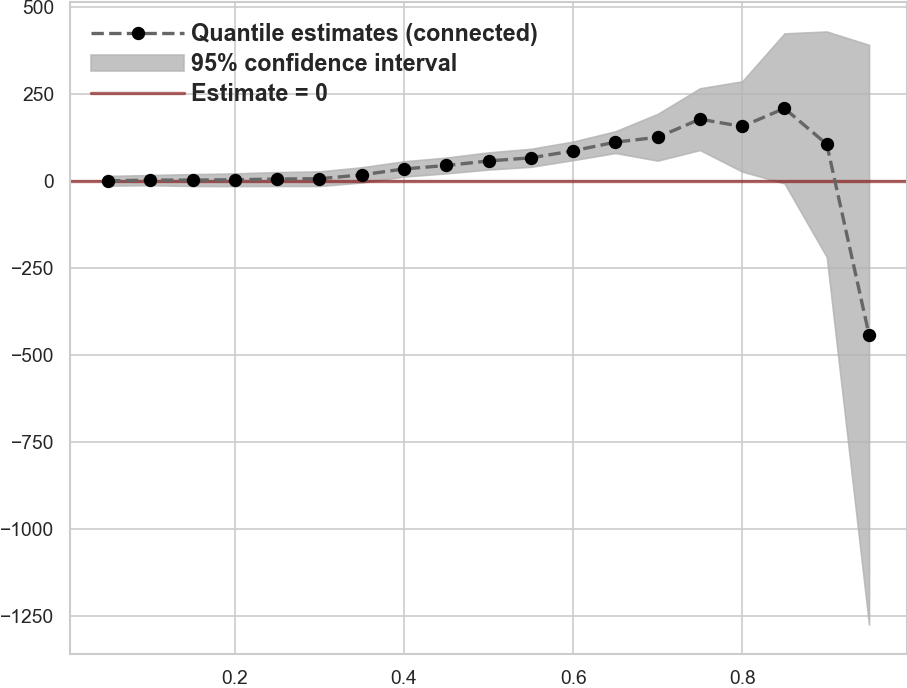 500
Quantile estimates (connected)
95% confidence interval
250
Estimate = 0
0
−250
−500
−750
−1000
−1250
0.2 0.4 0.6 0.8